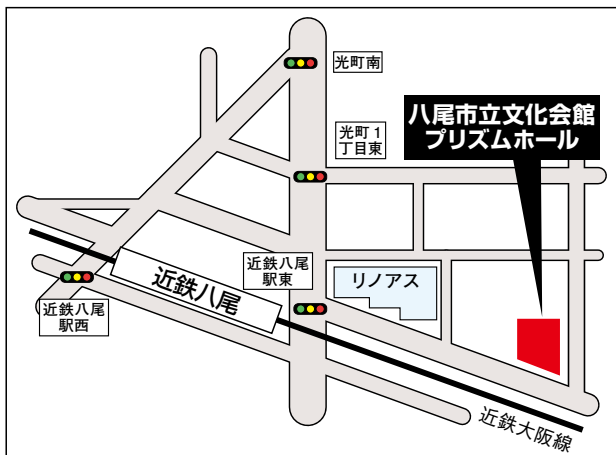 光町南
八尾市立文化会館
プリズムホール
光町1
丁目東
近鉄八尾
駅東
リノアス
近鉄八尾
近鉄八尾
駅西
近鉄大阪線